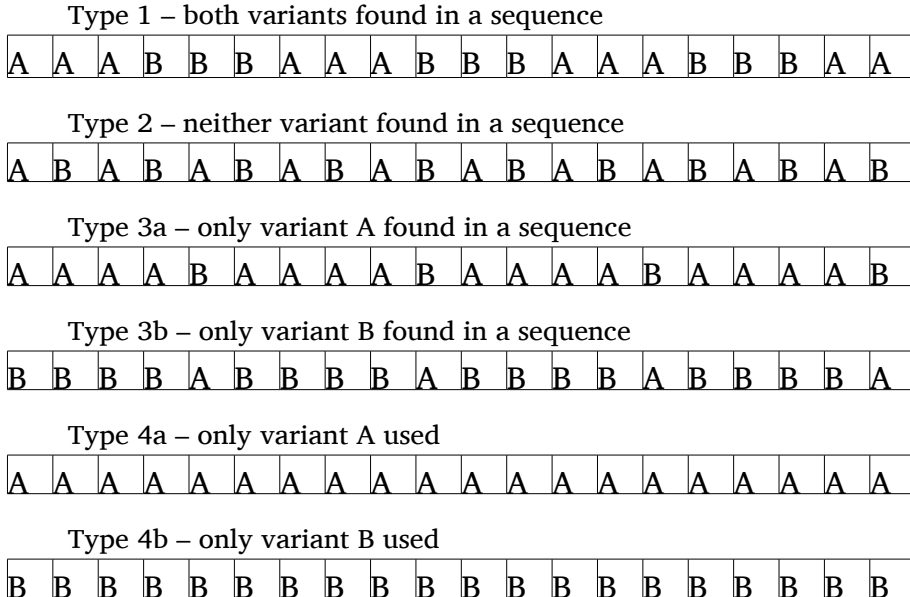 Type 1 – both variants found in a sequence
A A A B B B A A A B B B A A A B B B A A
Type 2 – neither variant found in a sequence
A B A B A B A B A B A B A B A B A B A B
Type 3a – only variant A found in a sequence
A A A A B A A A A B A A A A B A A A A B
Type 3b – only variant B found in a sequence
B B B B A B B B B A B B B B A B B B B A
Type 4a – only variant A used
A A A A A A A A A A A A A A A A A A A A
Type 4b – only variant B used
B B B B B B B B B B B B B B B B B B B B